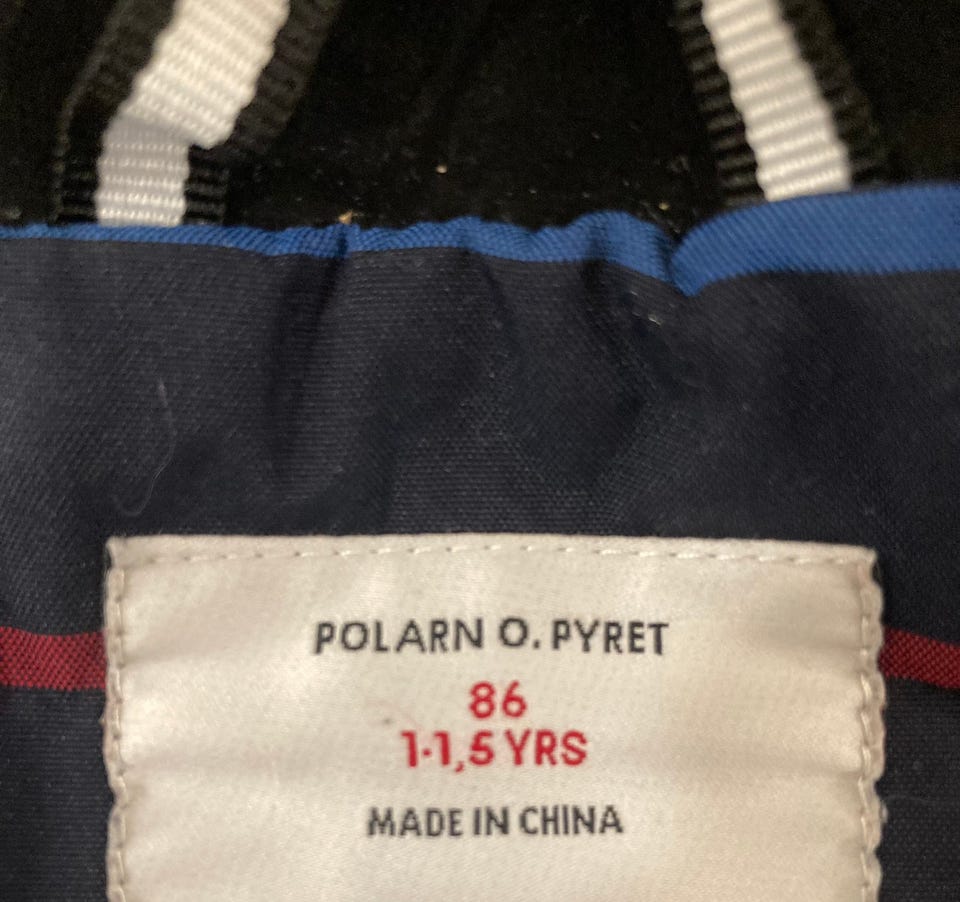 POLARN O. PYRET
86
1-1,5 YRS
MADE IN CHINA